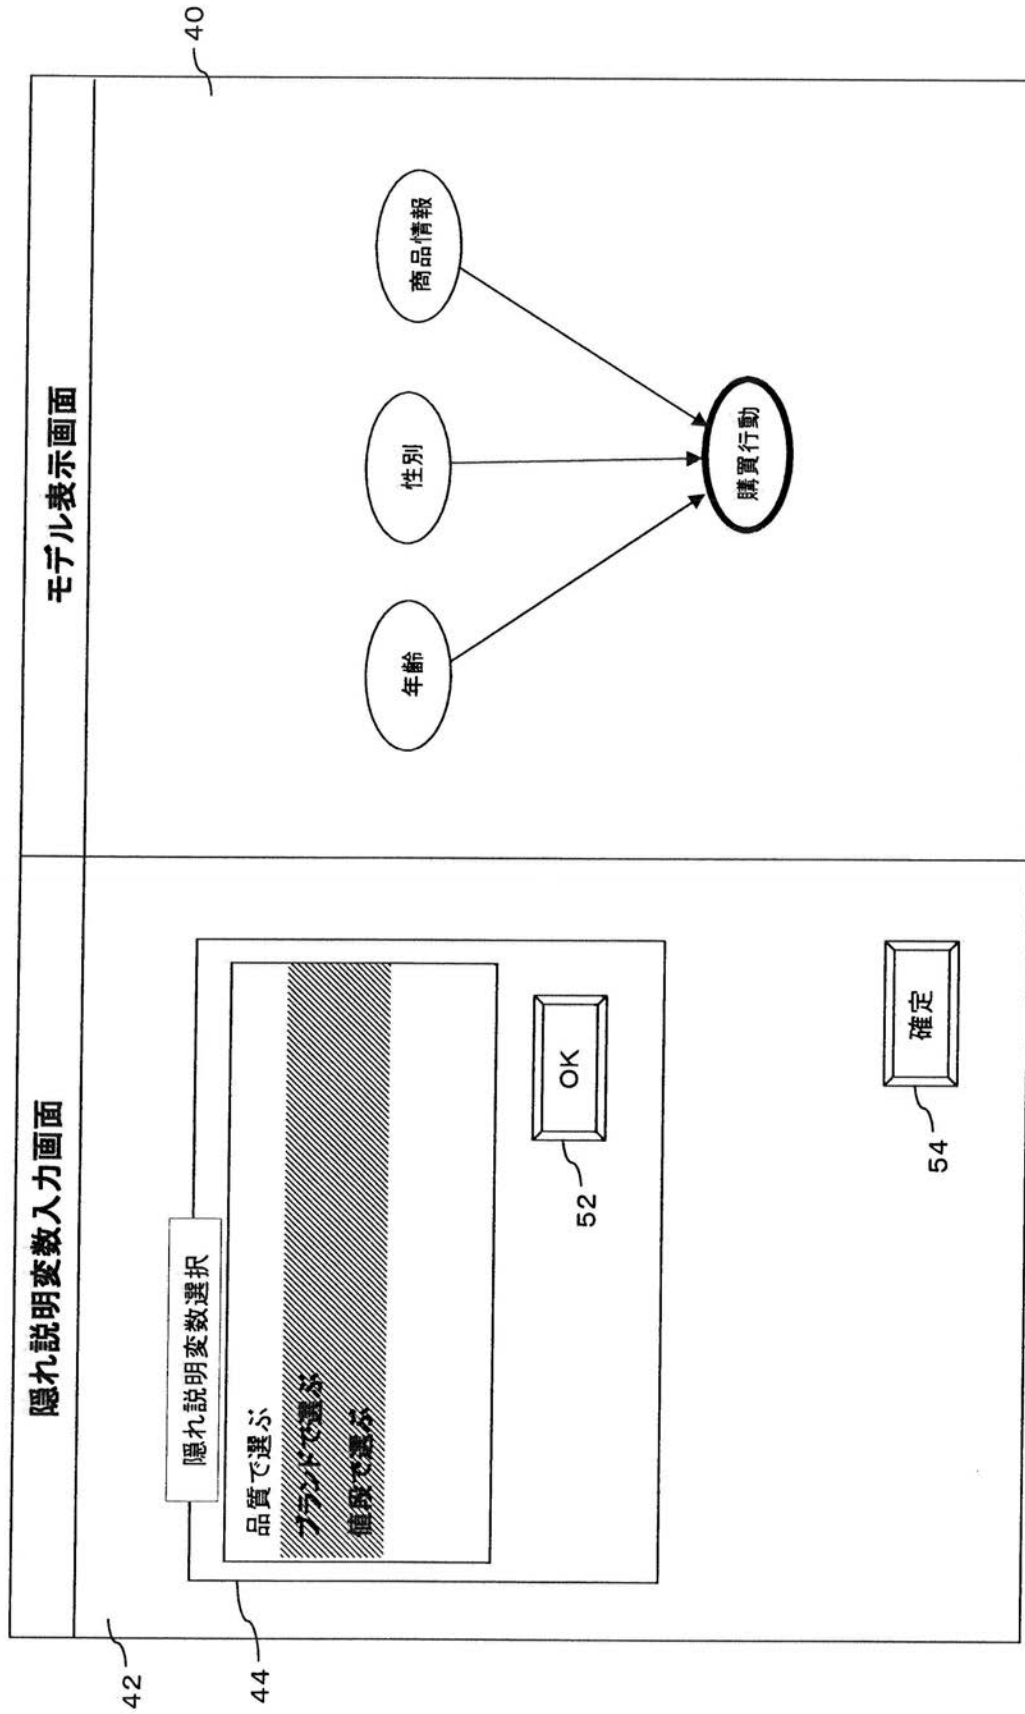 隠れ説明変数入力画面
モデル表示画面
42
40
44
隠れ説明変数選択
品質で選ぶ
ブランドで選ぶ
値段で選ぶ
OK
52
確定
54
年齢
性別
商品情報
購買行動